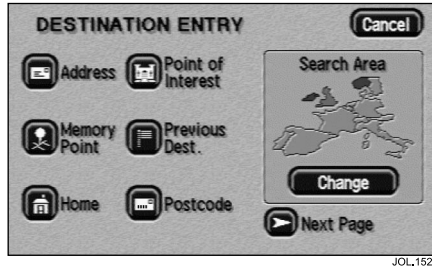 DESTINATION ENTRY
Cancel
Address
Point of
Interest
Search Area
Memory
Point
Previous
Dest.
Change
Home
Postcode
Next Page
JOL.152